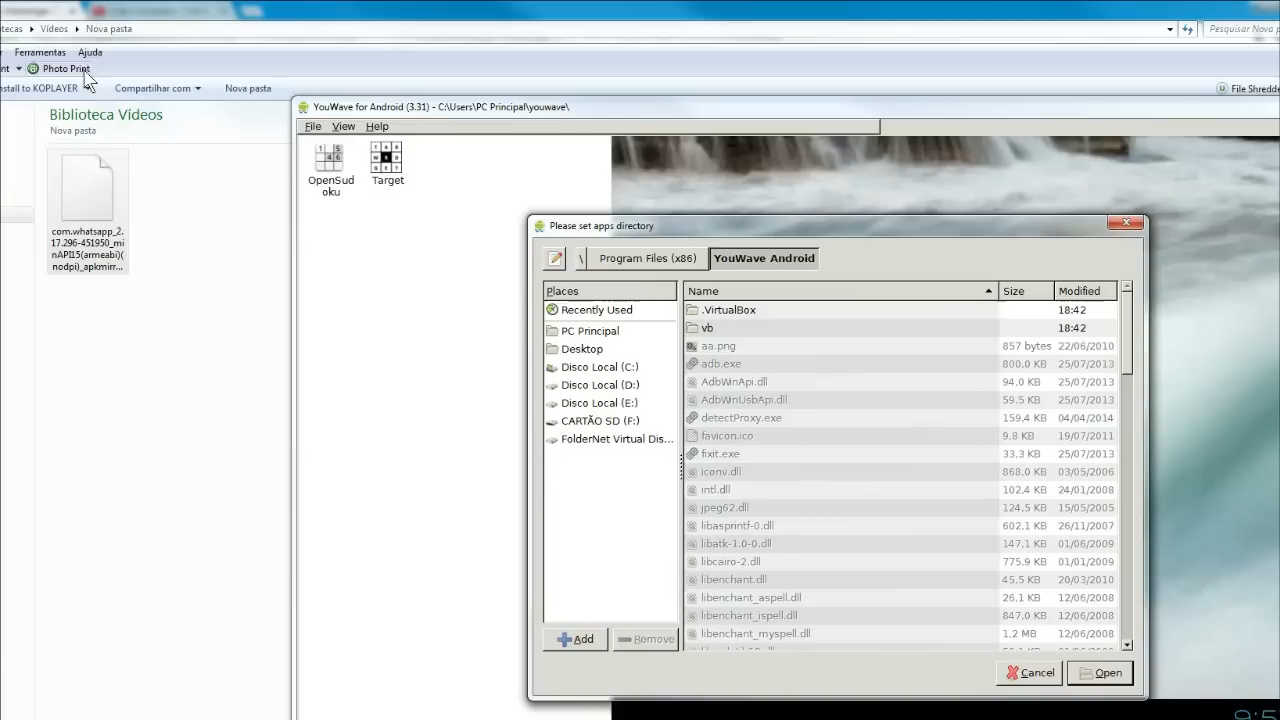 tecas Vídeos Nova pasta
Pesquisar Nova p
Ferramentas Ajuda
nt Photo Print
nstall to KOPLAYER Compartilhar com Nova pasta
File Shredde
Biblioteca Vídeos
Nova pasta
com.whatsapp_2.
17.296-451950_mi
nAPI15(armeabi)(
nodpi)_apkmirr...
YouWave for Android (3.31) - C:\Users\PC Principal\youwave\
File View Help
OpenSud
oku
Target
Please set apps directory
\ Program Files (x86) YouWave Android
Places
Recently Used
PC Principal
Desktop
Disco Local (C:)
Disco Local (D:)
Disco Local (E:)
CARTÃO SD (F:)
FolderNet Virtual Dis...
Add Remove
Name Size Modified
.VirtualBox 18:42
vb 18:42
aa.png 857 bytes 22/06/2010
adb.exe 800,0 KB 25/07/2013
AdbWinApi.dll 94,0 KB 25/07/2013
AdbWinUsbApi.dll 59,5 KB 25/07/2013
detectProxy.exe 159,4 KB 04/04/2014
favicon.ico 9,8 KB 19/07/2011
fixit.exe 33,3 KB 25/07/2013
iconv.dll 868,0 KB 03/05/2006
intl.dll 102,4 KB 24/01/2008
jpeg62.dll 124,5 KB 15/05/2005
libasprintf-0.dll 602,1 KB 26/11/2007
libatk-1.0-0.dll 147,1 KB 01/06/2009
libcairo-2.dll 775,9 KB 01/01/2009
libenchant.dll 45,5 KB 20/03/2010
libenchant_aspell.dll 26,1 KB 12/06/2008
libenchant_ispell.dll 847,0 KB 12/06/2008
libenchant_myspell.dll 1,2 MB 12/06/2008
Cancel Open